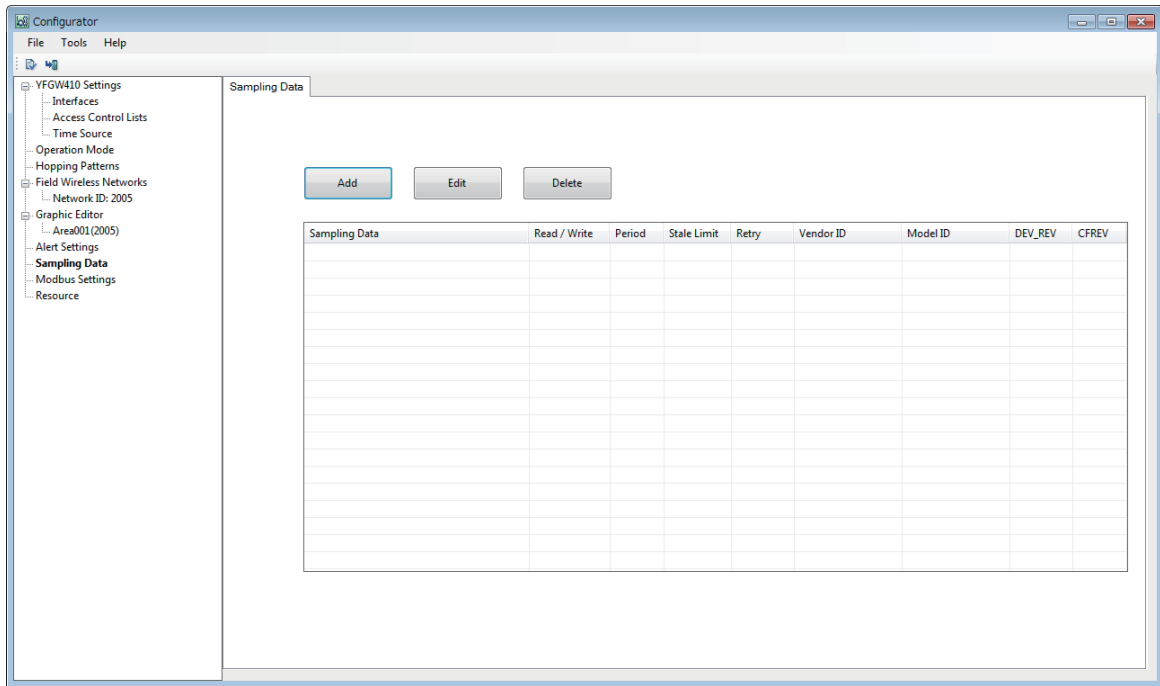 Configurator
File Tools Help
YFGW410 Settings
Interfaces
Access Control Lists
Time Source
Operation Mode
Hopping Patterns
Field Wireless Networks
Network ID: 2005
Graphic Editor
Area001(2005)
Alert Settings
Sampling Data
Modbus Settings
Resource
Sampling Data
Add Edit Delete
Sampling Data Read / Write Period Stale Limit Retry Vendor ID Model ID DEV_REV CFREV